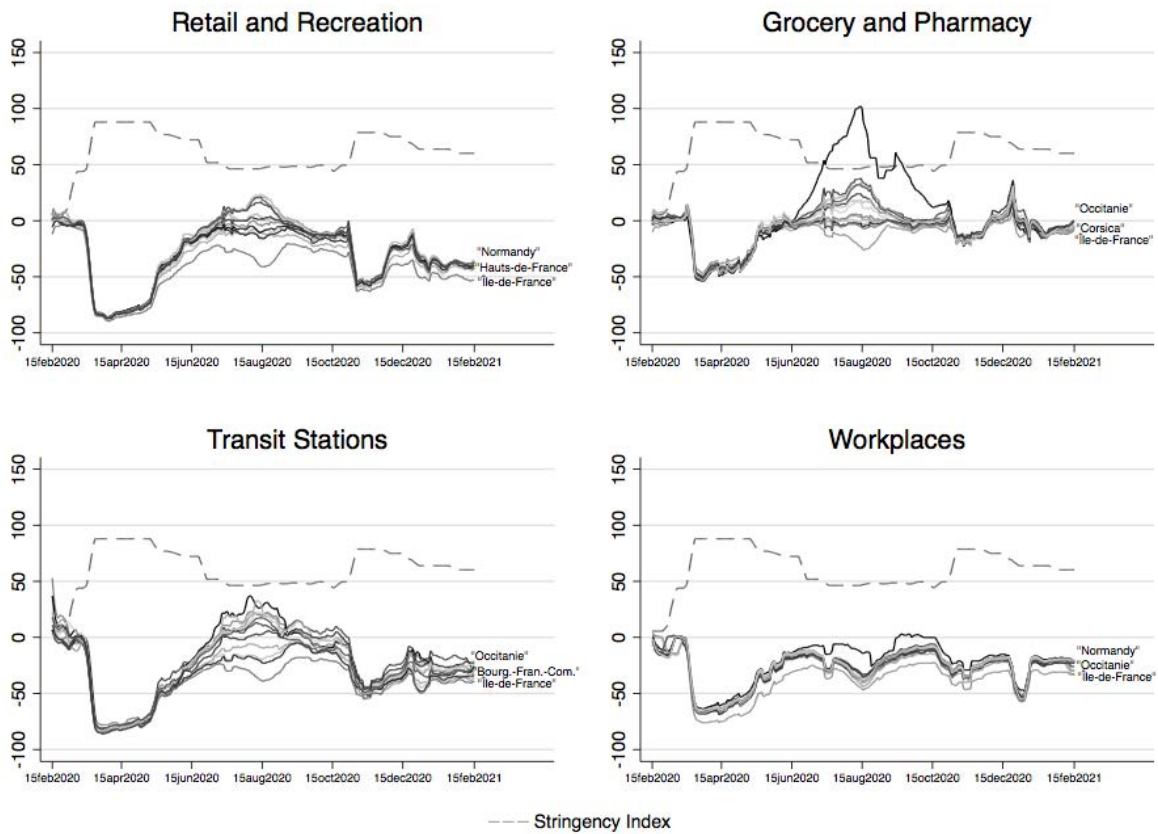 Retail and Recreation
150
100
50
0
-50
-100
"Normandy"
"Hauts-de-France"
"Île-de-France"
15feb2020 15apr2020 15jun2020 15aug2020 15oct2020 15dec2020 15feb2021
Grocery and Pharmacy
150
100
50
0
-50
-100
"Occitanie"
"Corsica"
"Île-de-France"
15feb2020 15apr2020 15jun2020 15aug2020 15oct2020 15dec2020 15feb2021
Transit Stations
150
100
50
0
-50
-100
"Occitanie"
"Bourg.-Fran.-Com."
"Île-de-France"
15feb2020 15apr2020 15jun2020 15aug2020 15oct2020 15dec2020 15feb2021
Workplaces
150
100
50
0
-50
-100
"Normandy"
"Occitanie"
"Île-de-France"
15feb2020 15apr2020 15jun2020 15aug2020 15oct2020 15dec2020 15feb2021
Stringency Index